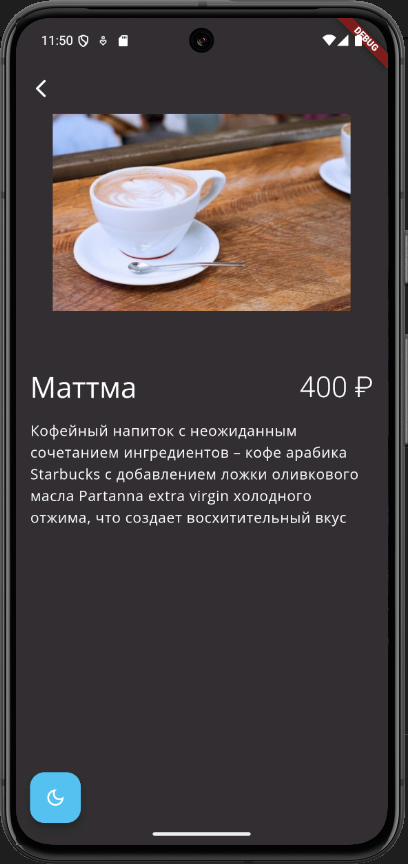 11:50
DEBUG
Маттма
400 ₽
Кофейный напиток с неожиданным
сочетанием ингредиентов – кофе арабика
Starbucks с добавлением ложки оливкового
масла Partanna extra virgin холодного
отжима, что создает восхитительный вкус